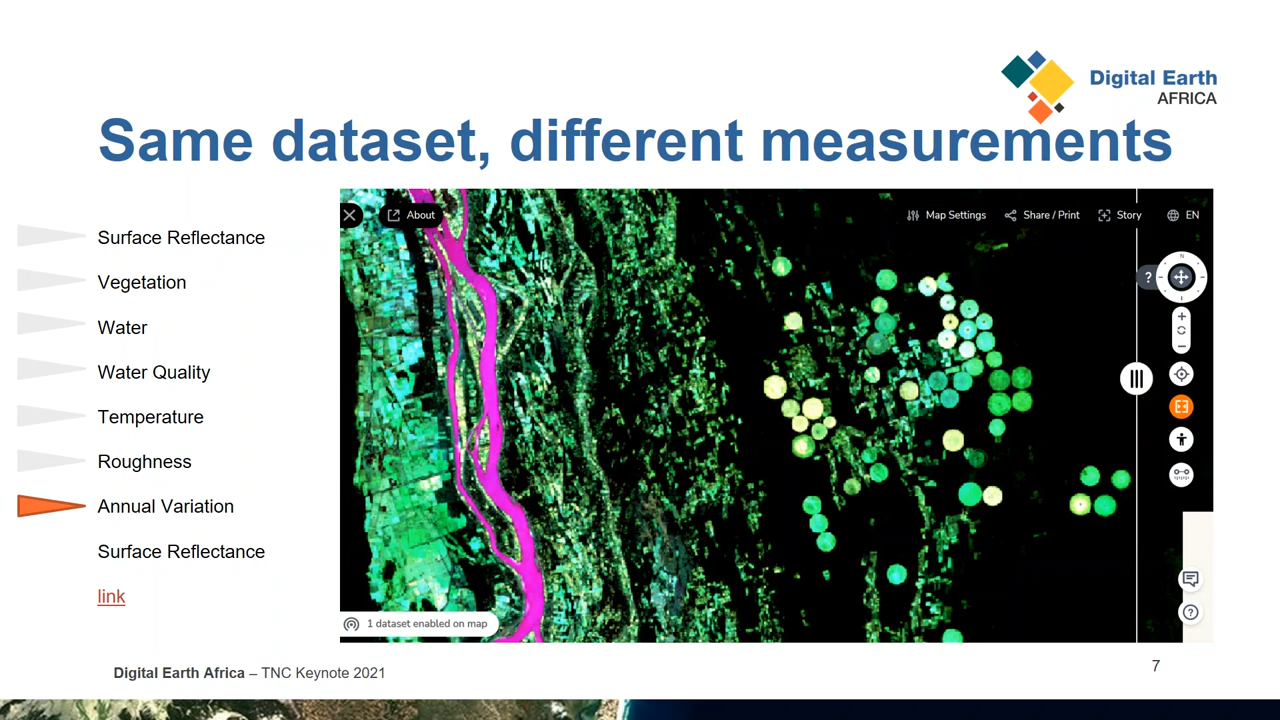 Digital Earth
AFRICA
Same dataset, different measurements
Surface Reflectance
Vegetation
Water
Water Quality
Temperature
Roughness
Annual Variation
Surface Reflectance
link
About
Map Settings
Share / Print
Story
EN
N
?
1 dataset enabled on map
Digital Earth Africa – TNC Keynote 2021
7